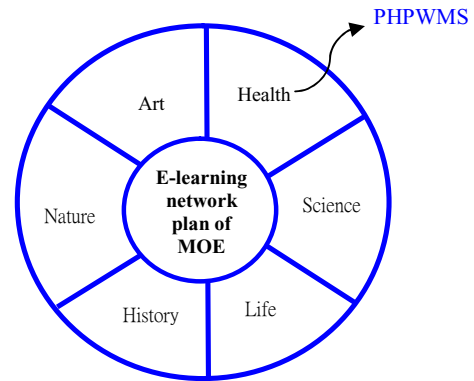 PHPWMS
Art
Health
E-learning
network
plan of
MOE
Nature
Science
History
Life